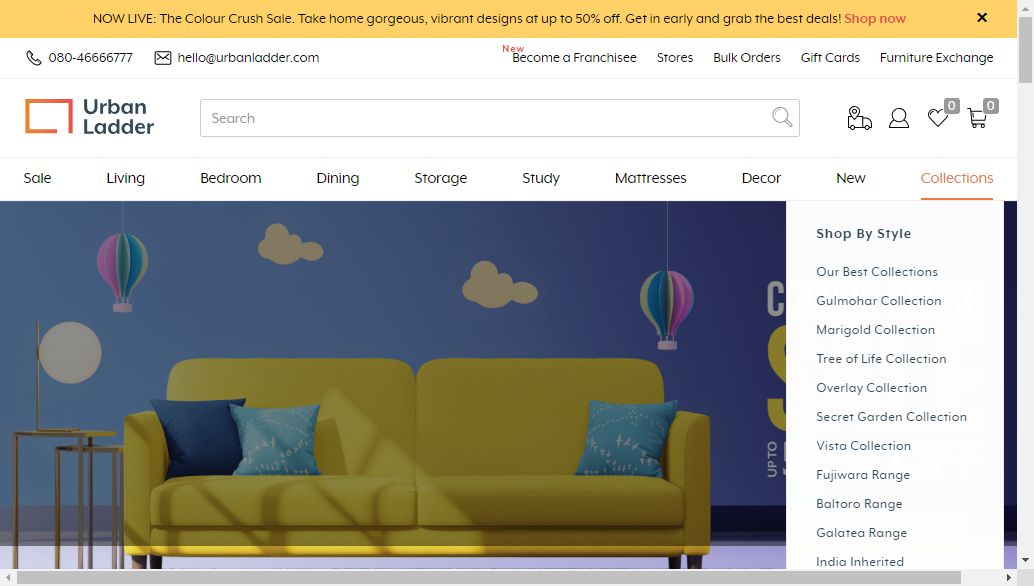 NOW LIVE: The Colour Crush Sale. Take home gorgeous, vibrant designs at up to 50% off. Get in early and grab the best deals! Shop now
080-46666777 hello@urbanladder.com
New
Become a Franchisee Stores Bulk Orders Gift Cards Furniture Exchange
Urban
Ladder
Search
0 0
Sale Living Bedroom Dining Storage Study Mattresses Decor New Collections
Shop By Style
Our Best Collections
Gulmohar Collection
Marigold Collection
Tree of Life Collection
Overlay Collection
Secret Garden Collection
Vista Collection
Fujiwara Range
Baltoro Range
Galatea Range
India Inherited
UPTO